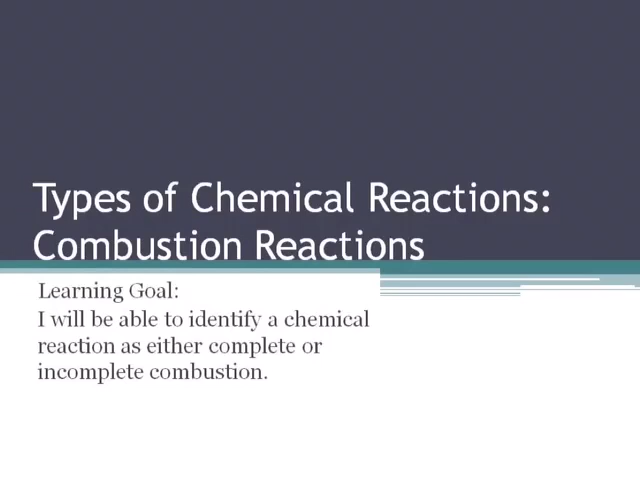 Types of Chemical Reactions:
Combustion Reactions
Learning Goal:
I will be able to identify a chemical
reaction as either complete or
incomplete combustion.